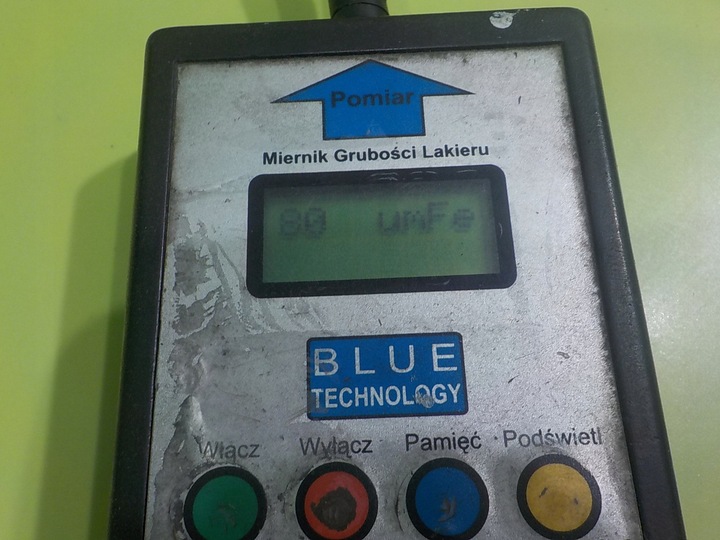 Pomiar
Miernik Grubości Lakieru
80 umFe
BLUE
TECHNOLOGY
Włącz Wyłącz Pamięć Podświetl